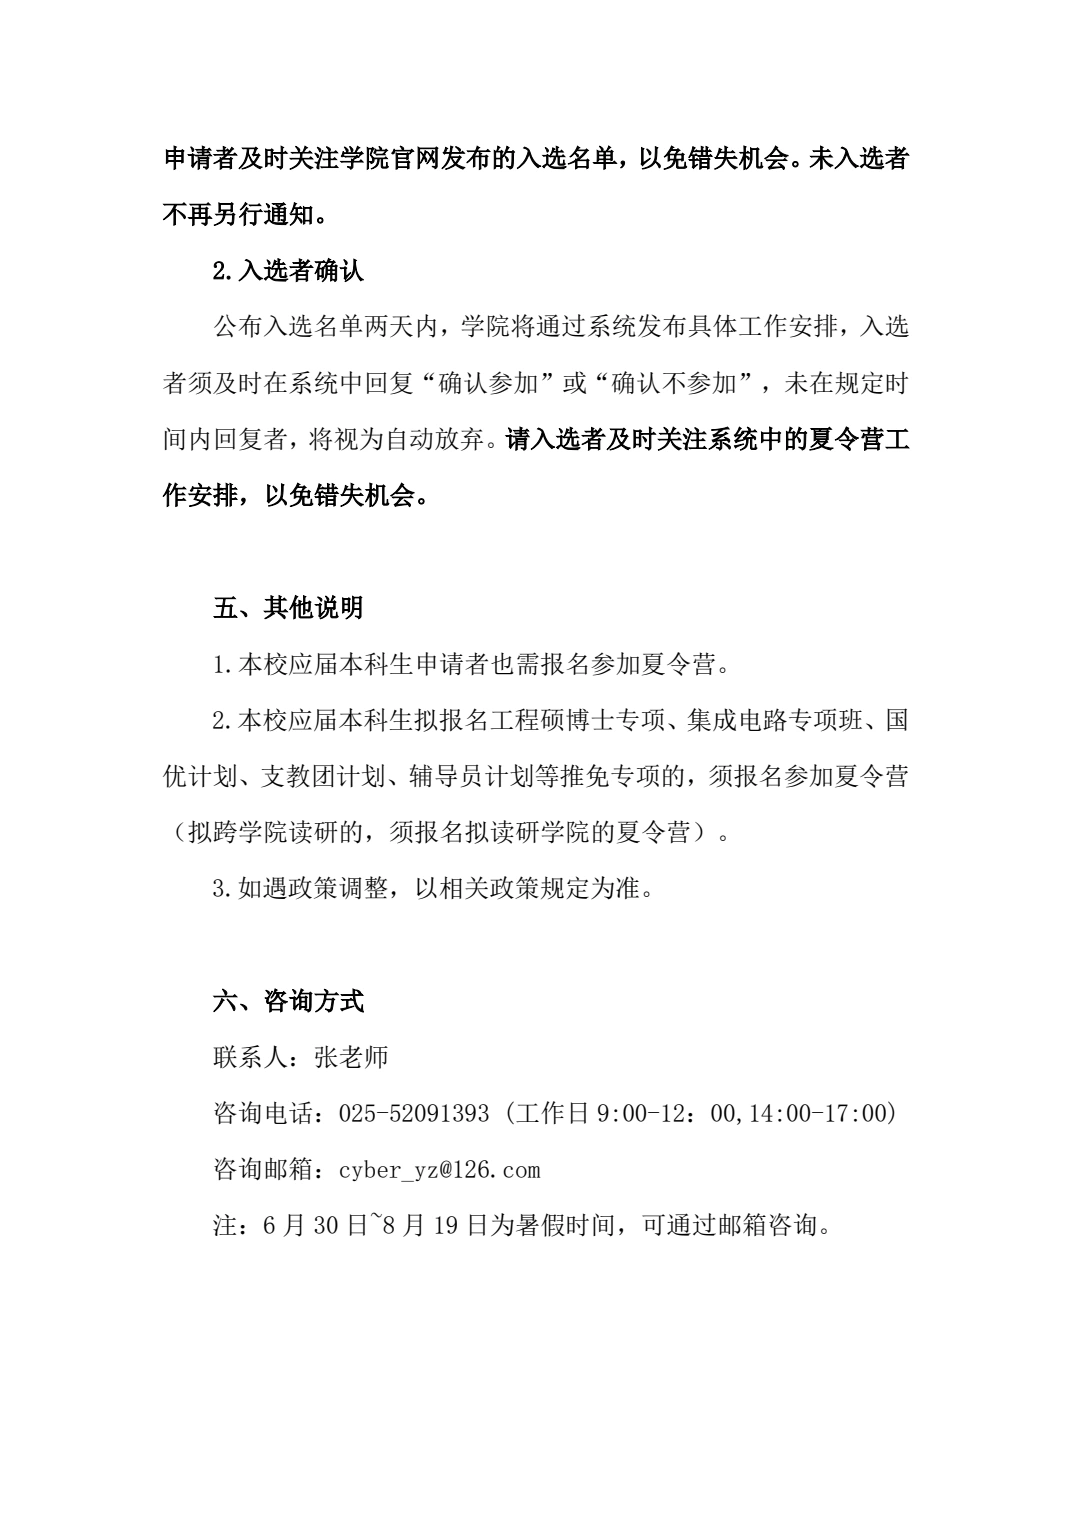 申请者及时关注学院官网发布的入选名单，以免错失机会。未入选者
不再另行通知。
2.入选者确认
公布入选名单两天内，学院将通过系统发布具体工作安排，入选
者须及时在系统中回复“确认参加”或“确认不参加”，未在规定时
间内回复者，将视为自动放弃。请入选者及时关注系统中的夏令营工
作安排，以免错失机会。
五、其他说明
1.本校应届本科生申请者也需报名参加夏令营。
2.本校应届本科生拟报名工程硕博士专项、集成电路专项班、国
优计划、支教团计划、辅导员计划等推免专项的，须报名参加夏令营
（拟跨学院读研的，须报名拟读研学院的夏令营）。
3.如遇政策调整，以相关政策规定为准。
六、咨询方式
联系人：张老师
咨询电话：025-52091393 (工作日 9:00-12：00,14:00-17:00)
咨询邮箱：cyber_yz@126.com
注：6 月 30 日~8 月 19 日为暑假时间，可通过邮箱咨询。